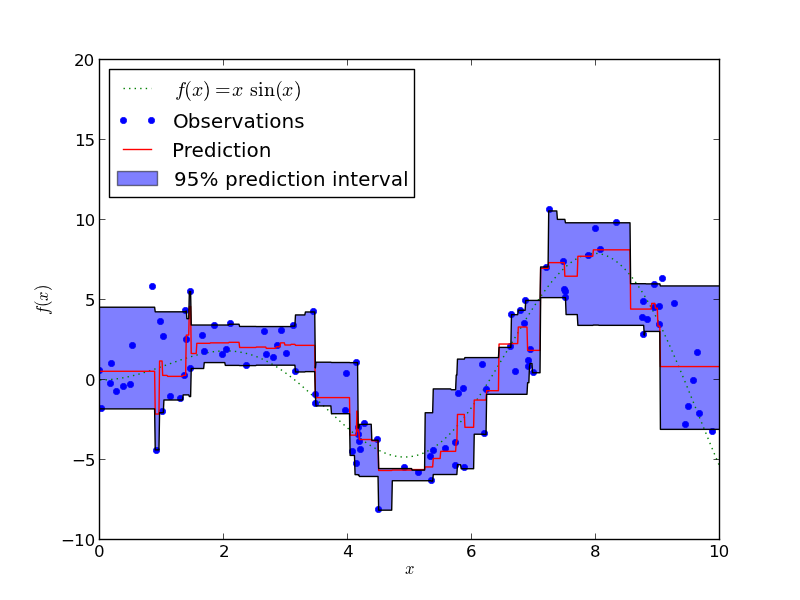 20
15
10
5
0
−5
−10
f(x)
f(x) = x sin(x)
Observations
Prediction
95% prediction interval
0 2 4 6 8 10
x